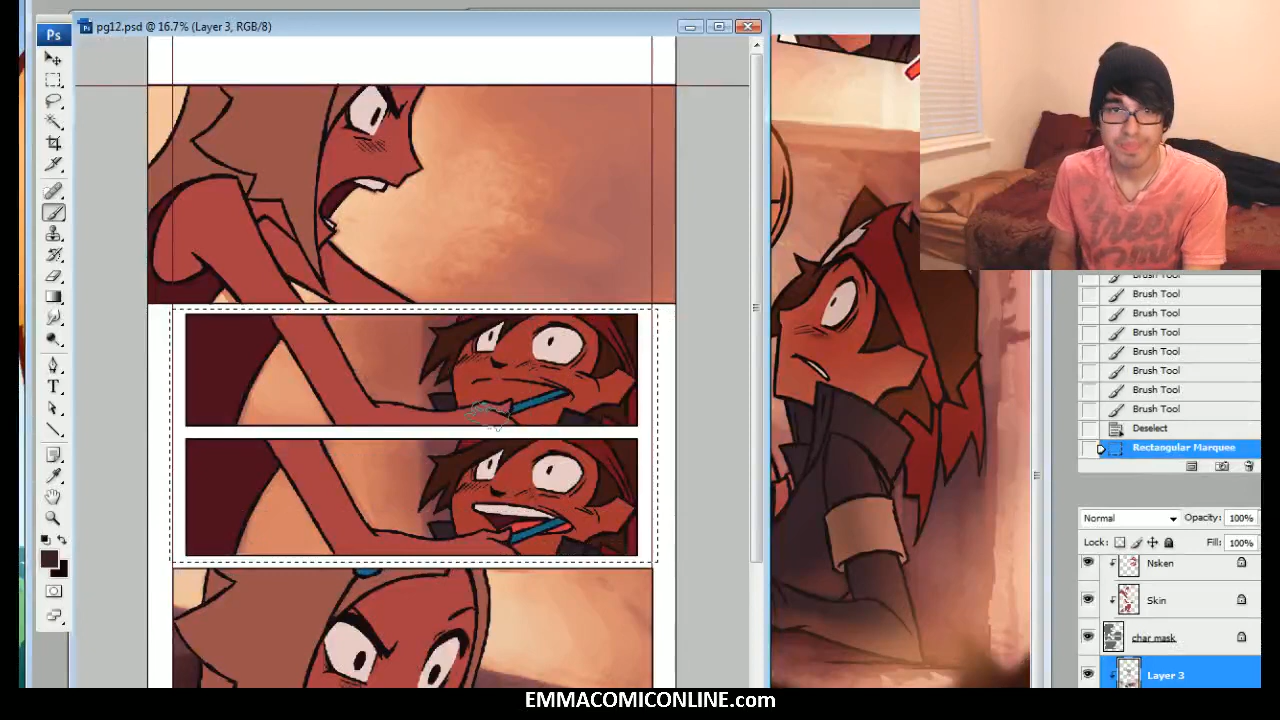 Ps
pg12.psd @ 16.7% (Layer 3, RGB/8)
Brush Tool
Brush Tool
Brush Tool
Brush Tool
Brush Tool
Brush Tool
Brush Tool
Brush Tool
Deselect
Rectangular Marquee
Normal
Opacity: 100%
Lock:
Fill: 100%
Nsken
Skin
char mask
Layer 3
T
EMMACOMICONLINE.com